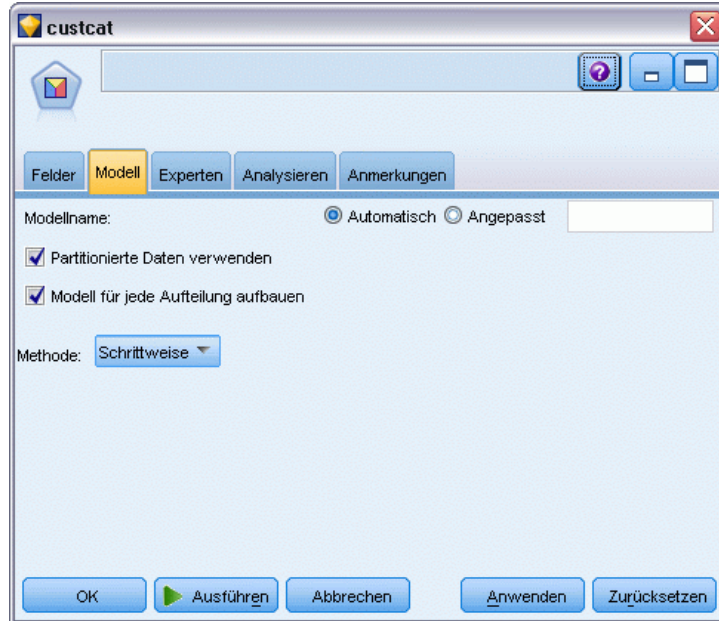 custcat
?
Felder Modell Experten Analysieren Anmerkungen
Modellname: Automatisch Angepasst
Partitionierte Daten verwenden
Modell für jede Aufteilung aufbauen
Methode: Schrittweise
OK Ausführen Abbrechen Anwenden Zurücksetzen